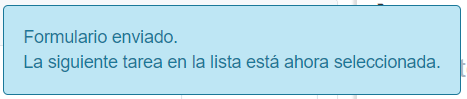 Formulario enviado.
La siguiente tarea en la lista está ahora seleccionada.